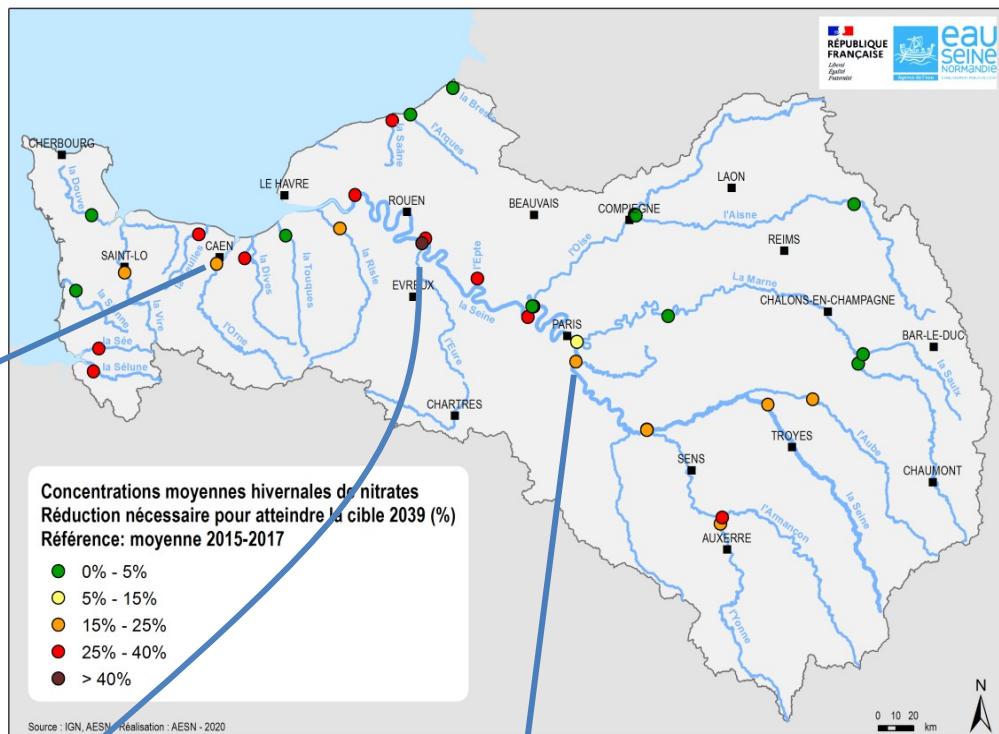 RÉPUBLIQUE
FRANÇAISE
Liberté
Égalité
Fraternité
eau
SEINE
NORMANDIE
Agence de l'eau
la Bresle
l'Arques
la Saâne
CHERBOURG
la Douve
LE HAVRE
ROUEN
BEAUVAIS
COMPIEGNE
LAON
l'Aisne
l'Oise
REIMS
SAINT-LO
CAEN
la Dives
la Touques
la Risle
l'Epte
EVREUX
la Seine
La Marne
CHALONS-EN-CHAMPAGNE
PARIS
BAR-LE-DUC
la Saulx
la Sienne
la Vire
l'Orne
la Sée
la Sélune
l'Eure
CHARTRES
TROYES
l'Aube
SENS
CHAUMONT
la Seine
l'Armançon
AUXERRE
l'Yonne
Concentrations moyennes hivernales de nitrates
Réduction nécessaire pour atteindre la cible 2039 (%)
Référence: moyenne 2015-2017
0% - 5%
5% - 15%
15% - 25%
25% - 40%
> 40%
Source : IGN, AESN Réalisation : AESN - 2020
N
0 10 20
km